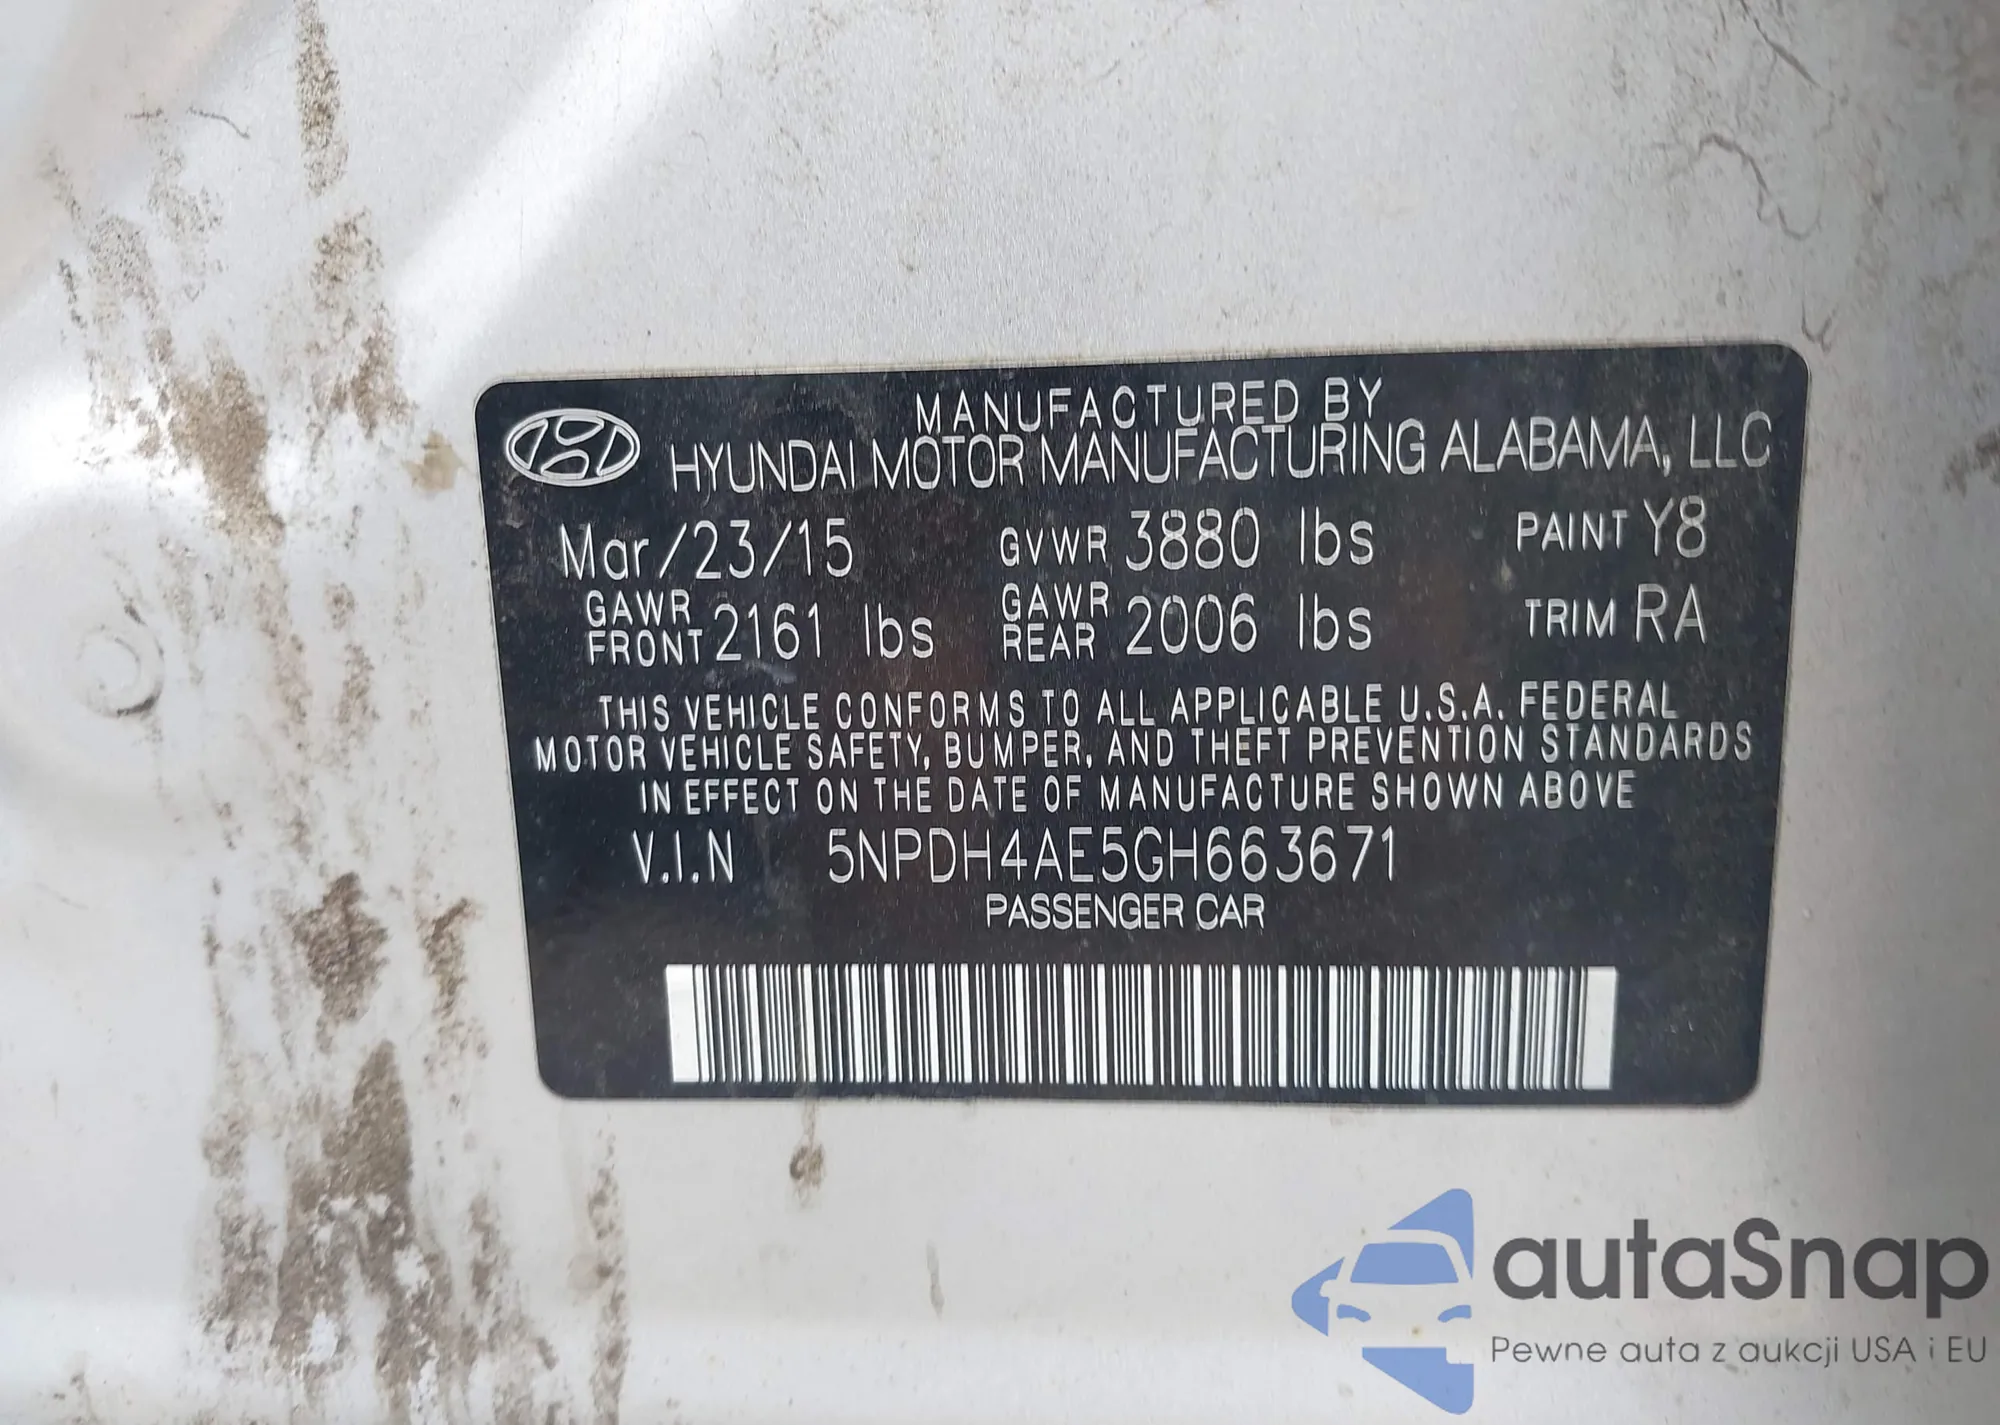 MANUFACTURED BY
HYUNDAI MOTOR MANUFACTURING ALABAMA, LLC
Mar/23/15 GVWR 3880 lbs PAINT Y8
GAWR FRONT 2161 lbs GAWR REAR 2006 lbs TRIM RA
THIS VEHICLE CONFORMS TO ALL APPLICABLE U.S.A. FEDERAL
MOTOR VEHICLE SAFETY, BUMPER, AND THEFT PREVENTION STANDARDS
IN EFFECT ON THE DATE OF MANUFACTURE SHOWN ABOVE
V.I.N 5NPDH4AE5GH663671
PASSENGER CAR
autaSnap
Pewne auta z aukcji USA i EU